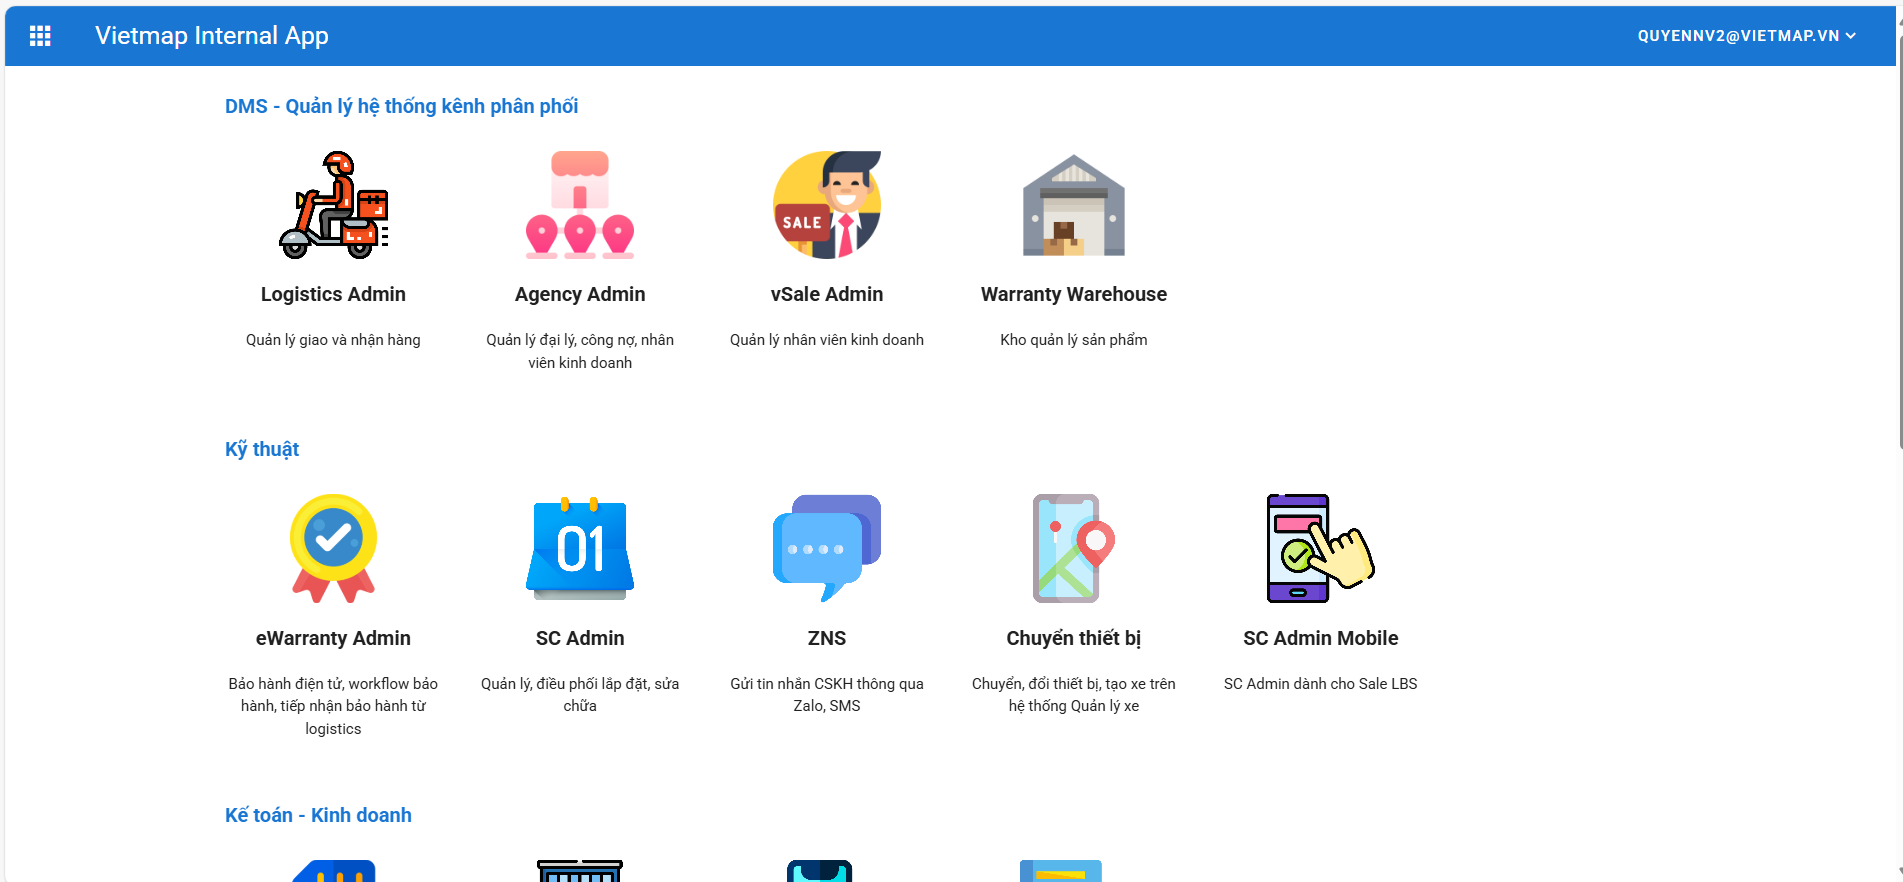 Vietmap Internal App
QUYENNV2@VIETMAP.VN
DMS - Quản lý hệ thống kênh phân phối
SALE
Logistics Admin
Agency Admin
vSale Admin
Warranty Warehouse
Quản lý giao và nhận hàng
Quản lý đại lý, công nợ, nhân
viên kinh doanh
Quản lý nhân viên kinh doanh
Kho quản lý sản phẩm
Kỹ thuật
01
eWarranty Admin
SC Admin
ZNS
Chuyển thiết bị
SC Admin Mobile
Bảo hành điện tử, workflow bảo
hành, tiếp nhận bảo hành từ
logistics
Quản lý, điều phối lắp đặt, sửa
chữa
Gửi tin nhắn CSKH thông qua
Zalo, SMS
Chuyển, đổi thiết bị, tạo xe trên
hệ thống Quản lý xe
SC Admin dành cho Sale LBS
Kế toán - Kinh doanh